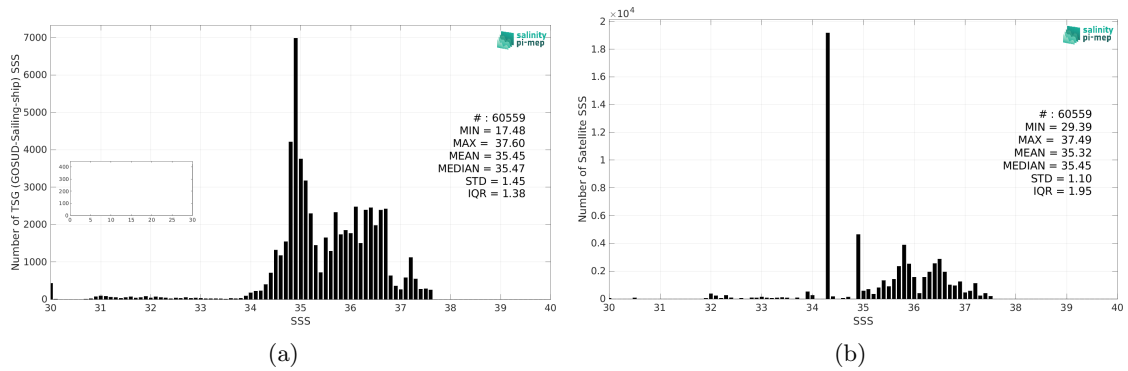 salinity
pi-mep
Number of TSG (GOSUD-Sailing-ship) SSS
7000
6000
5000
4000
3000
2000
1000
0
# : 60559
MIN = 17.48
MAX = 37.60
MEAN = 35.45
MEDIAN = 35.47
STD = 1.45
IQR = 1.38
400
300
200
100
0
0 5 10 15 20 25 30
30 31 32 33 34 35 36 37 38 39 40
SSS
(a)
×10⁴
salinity
pi-mep
Number of Satellite SSS
2
1.8
1.6
1.4
1.2
1
0.8
0.6
0.4
0.2
0
# : 60559
MIN = 29.39
MAX = 37.49
MEAN = 35.32
MEDIAN = 35.45
STD = 1.10
IQR = 1.95
30 31 32 33 34 35 36 37 38 39 40
SSS
(b)